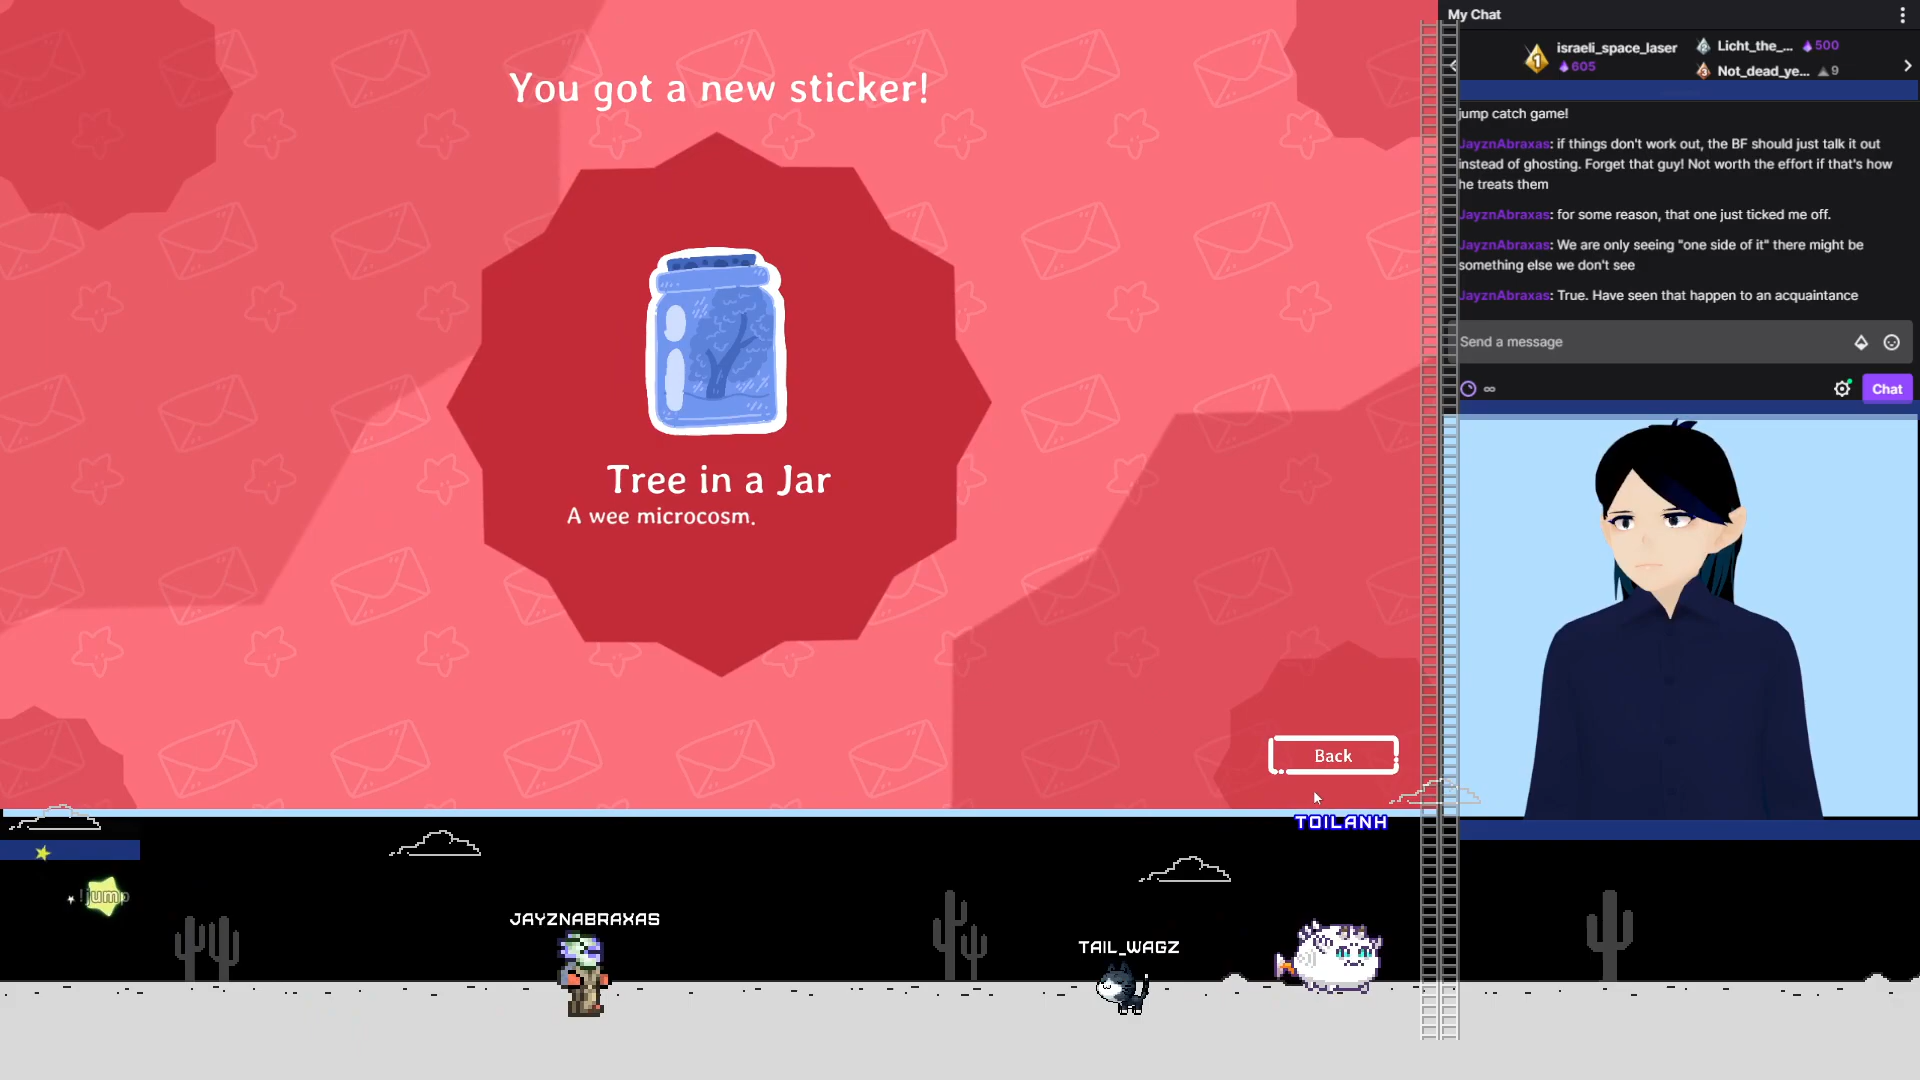 You got a new sticker!
Tree in a Jar
A wee microcosm.
Back
My Chat
1
israeli_space_laser
605
2
Licht_the_... 500
3
Not_dead_ye... 9
jump catch game!
JayznAbraxas: if things don't work out, the BF should just talk it out
instead of ghosting. Forget that guy! Not worth the effort if that's how
he treats them
JayznAbraxas: for some reason, that one just ticked me off.
JayznAbraxas: We are only seeing "one side of it" there might be
something else we don't see
JayznAbraxas: True. Have seen that happen to an acquaintance
Send a message
∞
Chat
TOILANH
!jump
JAYZNABRAXAS
TAIL_WAGZ